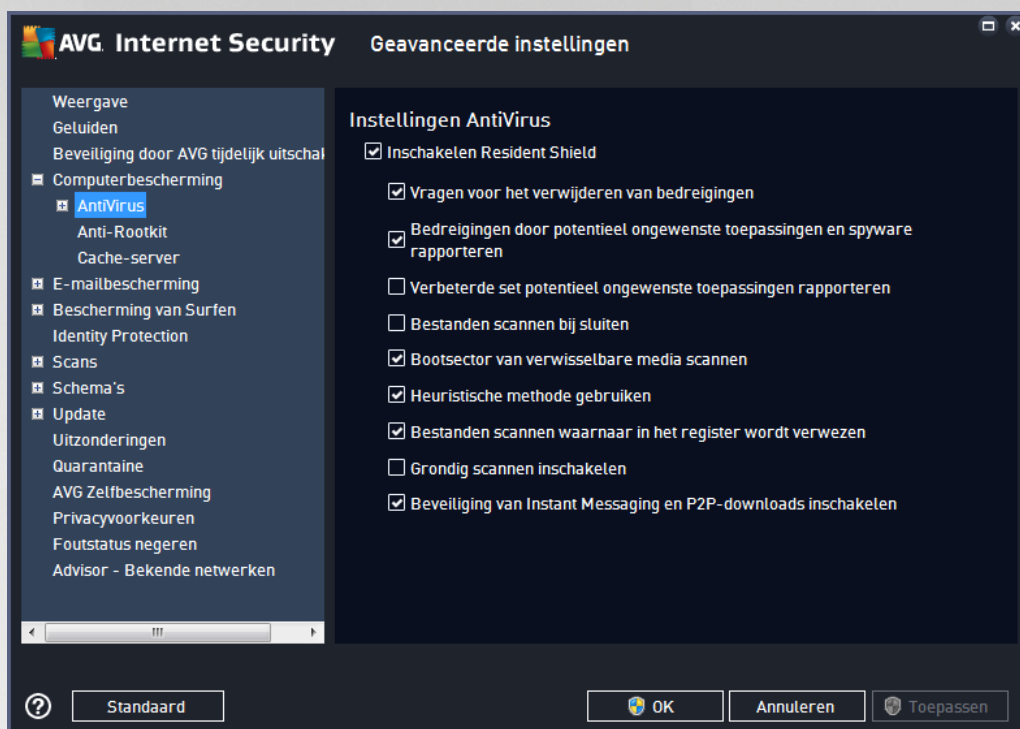 AVG. Internet Security
Geavanceerde instellingen
Weergave
Geluiden
Beveiliging door AVG tijdelijk uitschak
Computerbescherming
AntiVirus
Anti-Rootkit
Cache-server
E-mailbescherming
Bescherming van Surfen
Identity Protection
Scans
Schema's
Update
Uitzonderingen
Quarantaine
AVG Zelfbescherming
Privacyvoorkeuren
Foutstatus negeren
Advisor - Bekende netwerken
Instellingen AntiVirus
Inschakelen Resident Shield
Vragen voor het verwijderen van bedreigingen
Bedreigingen door potentieel ongewenste toepassingen en spyware
rapporteren
Verbeterde set potentieel ongewenste toepassingen rapporteren
Bestanden scannen bij sluiten
Bootsector van verwisselbare media scannen
Heuristische methode gebruiken
Bestanden scannen waarnaar in het register wordt verwezen
Grondig scannen inschakelen
Beveiliging van Instant Messaging en P2P-downloads inschakelen
Standaard
OK
Annuleren
Toepassen